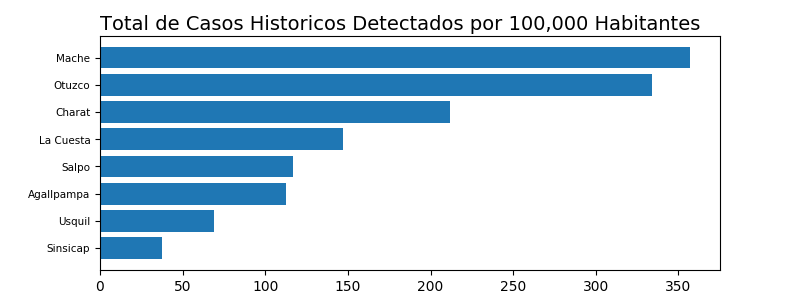 Total de Casos Historicos Detectados por 100,000 Habitantes
Mache
Otuzco
Charat
La Cuesta
Salpo
Agallpampa
Usquil
Sinsicap
0 50 100 150 200 250 300 350